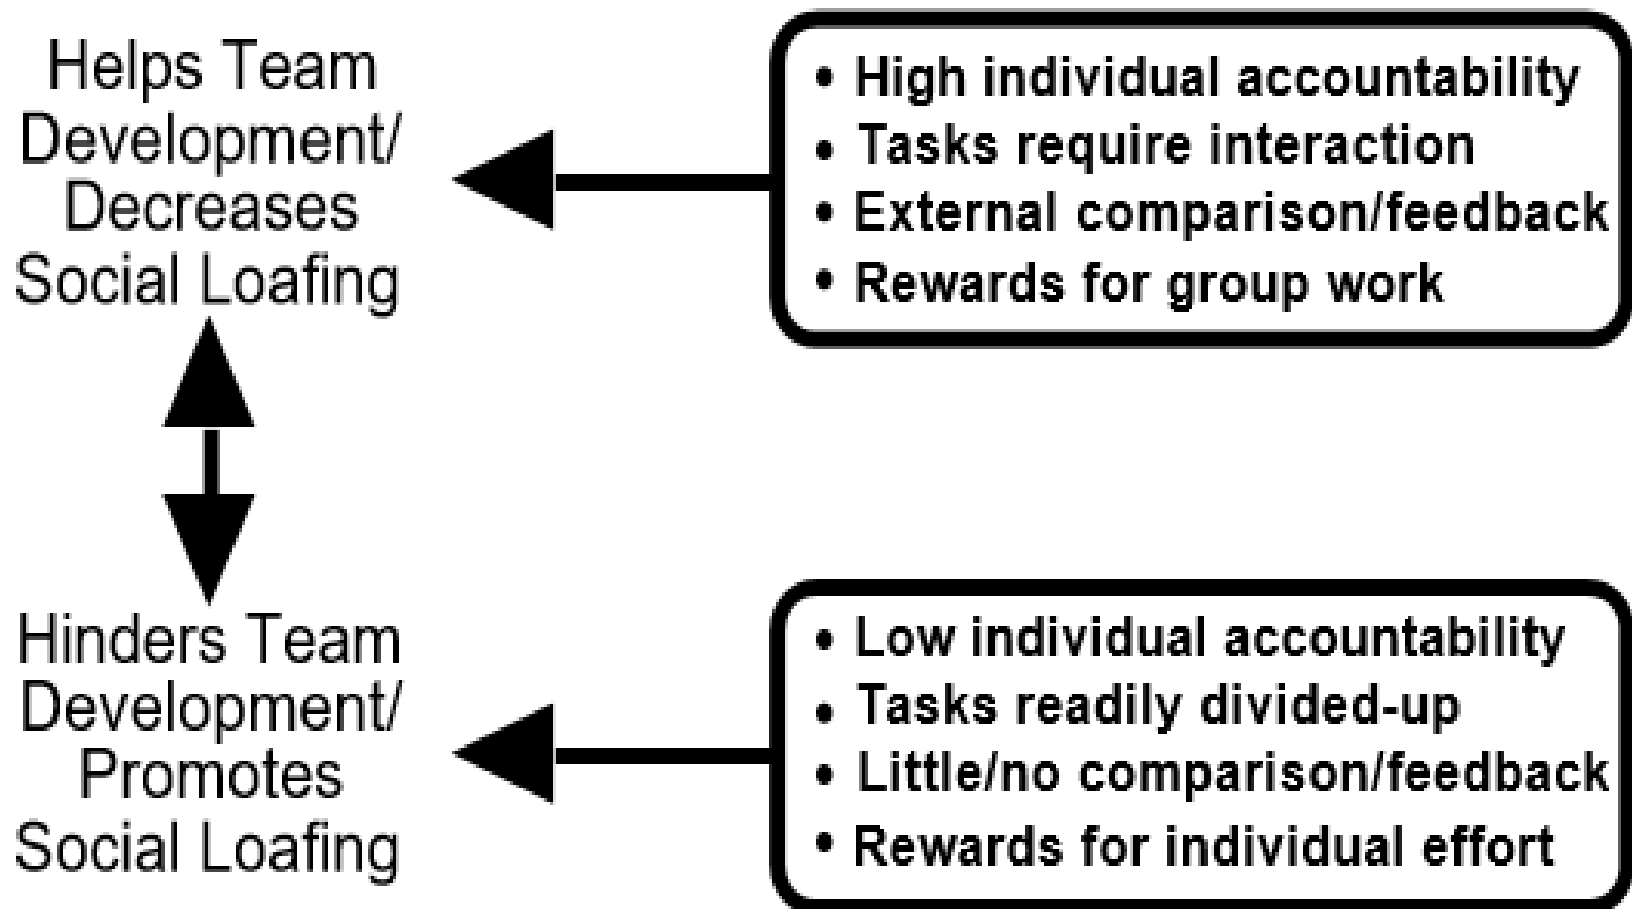 Helps Team
Development/
Decreases
Social Loafing
• High individual accountability
• Tasks require interaction
• External comparison/feedback
• Rewards for group work
Hinders Team
Development/
Promotes
Social Loafing
• Low individual accountability
• Tasks readily divided-up
• Little/no comparison/feedback
• Rewards for individual effort